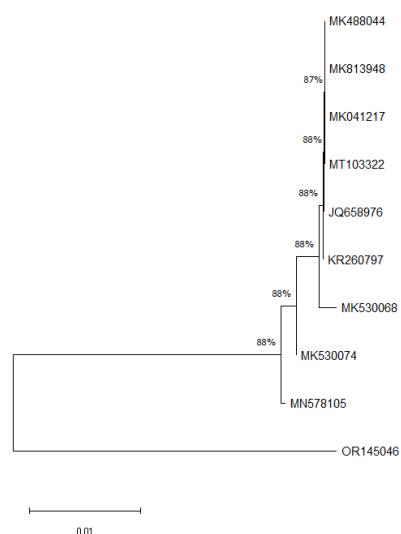 MK488044
MK813948
87%
MK041217
88%
MT103322
88%
JQ658976
88%
KR260797
88%
MK530068
88%
MK530074
MN578105
OR145046
0.01